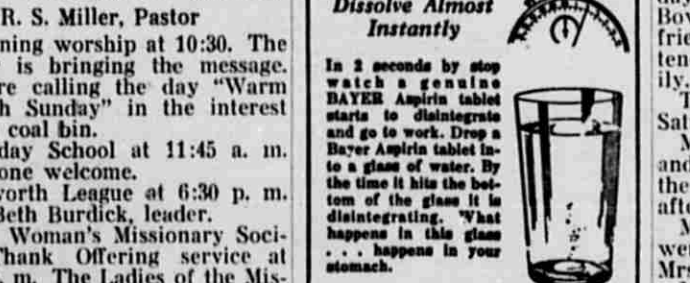 R. S. Miller, Pastor
ning worship at 10:30. The
is bringing the message.
re calling the day "Warm
h Sunday" in the interest
coal bin.
day School at 11:45 a. m.
one welcome.
orth League at 6:30 p. m.
Beth Burdick, leader.
Woman's Missionary Soci-
Thank Offering service at
m. The Ladies of the Mis-
Dissolve Almost
Instantly
In 2 seconds by stop
watch a genuine
BAYER Aspirin tablet
starts to disintegrate
and go to work. Drop a
Bayer Aspirin tablet in-
to a glass of water. By
the time it hits the bot-
tom of the glass it is
disintegrating. What
happens in this glass
. . . happens in your
stomach.
Boy
frie
ten
ily.
T
Sat
M
and
the
afte
M
wer
Mrs